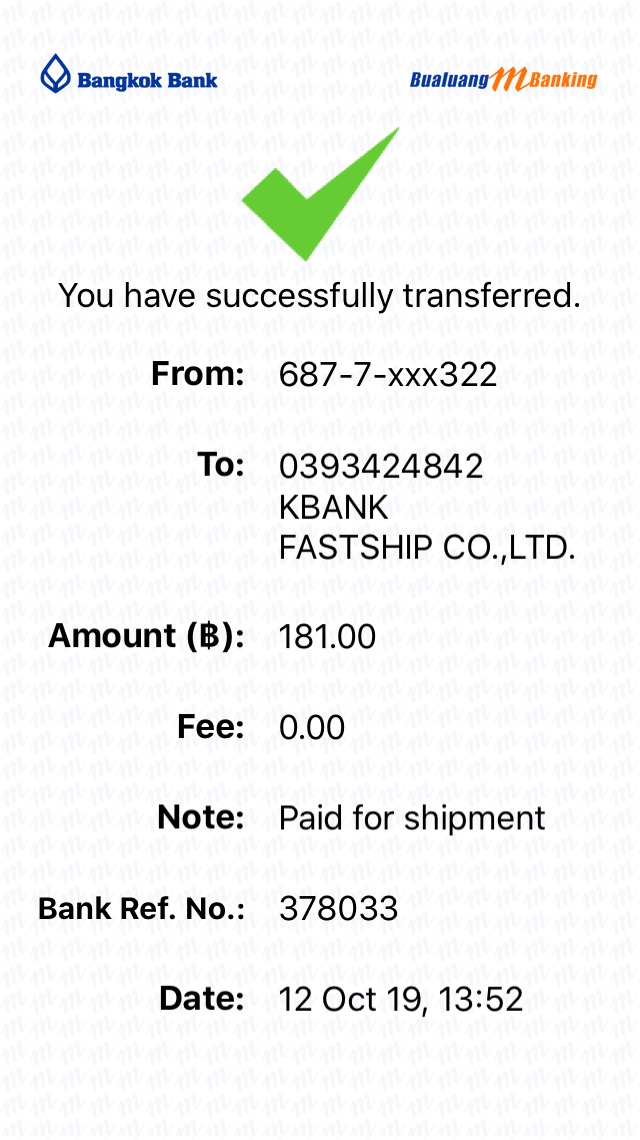 Bangkok Bank
Bualuang mBanking
You have successfully transferred.
From: 687-7-xxx322
To: 0393424842
KBANK
FASTSHIP CO.,LTD.
Amount (฿): 181.00
Fee: 0.00
Note: Paid for shipment
Bank Ref. No.: 378033
Date: 12 Oct 19, 13:52